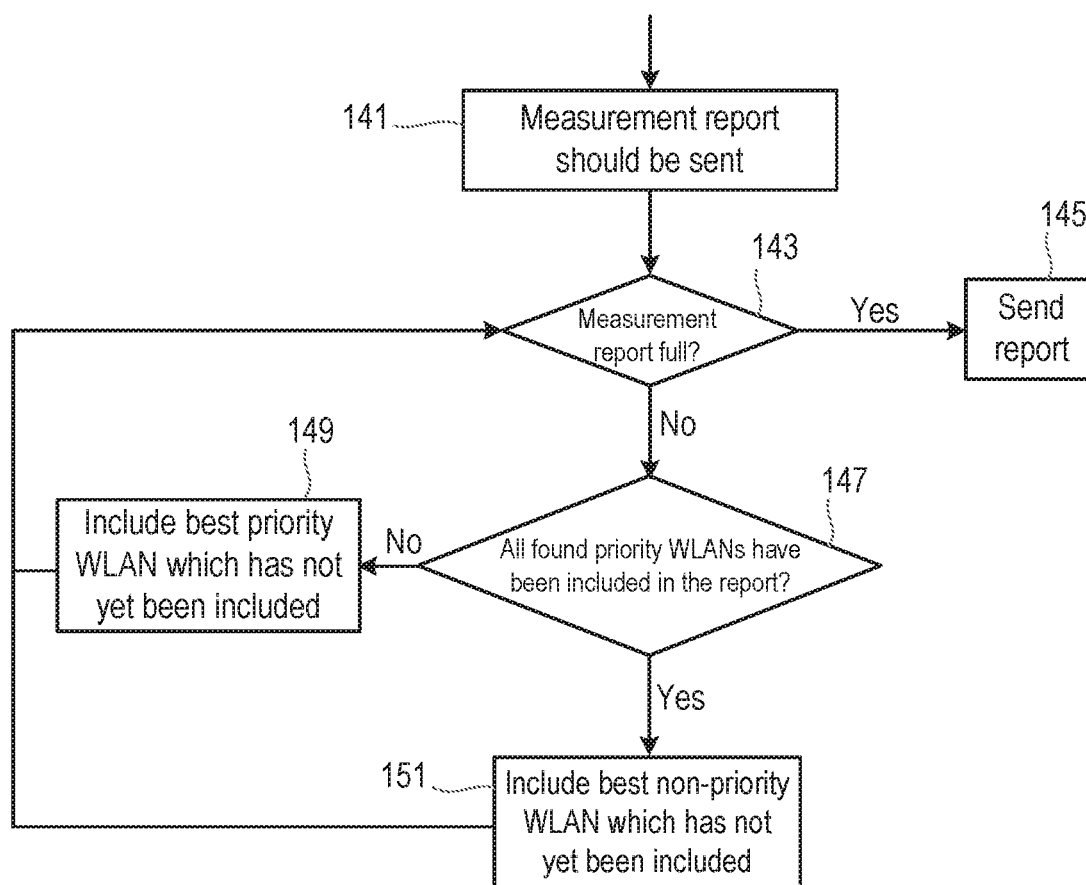 141
Measurement report
should be sent
143
145
Measurement
report full?
Yes
Send
report
No
149
147
Include best priority
WLAN which has not
yet been included
No
All found priority WLANs have
been included in the report?
Yes
151
Include best non-priority
WLAN which has not
yet been included